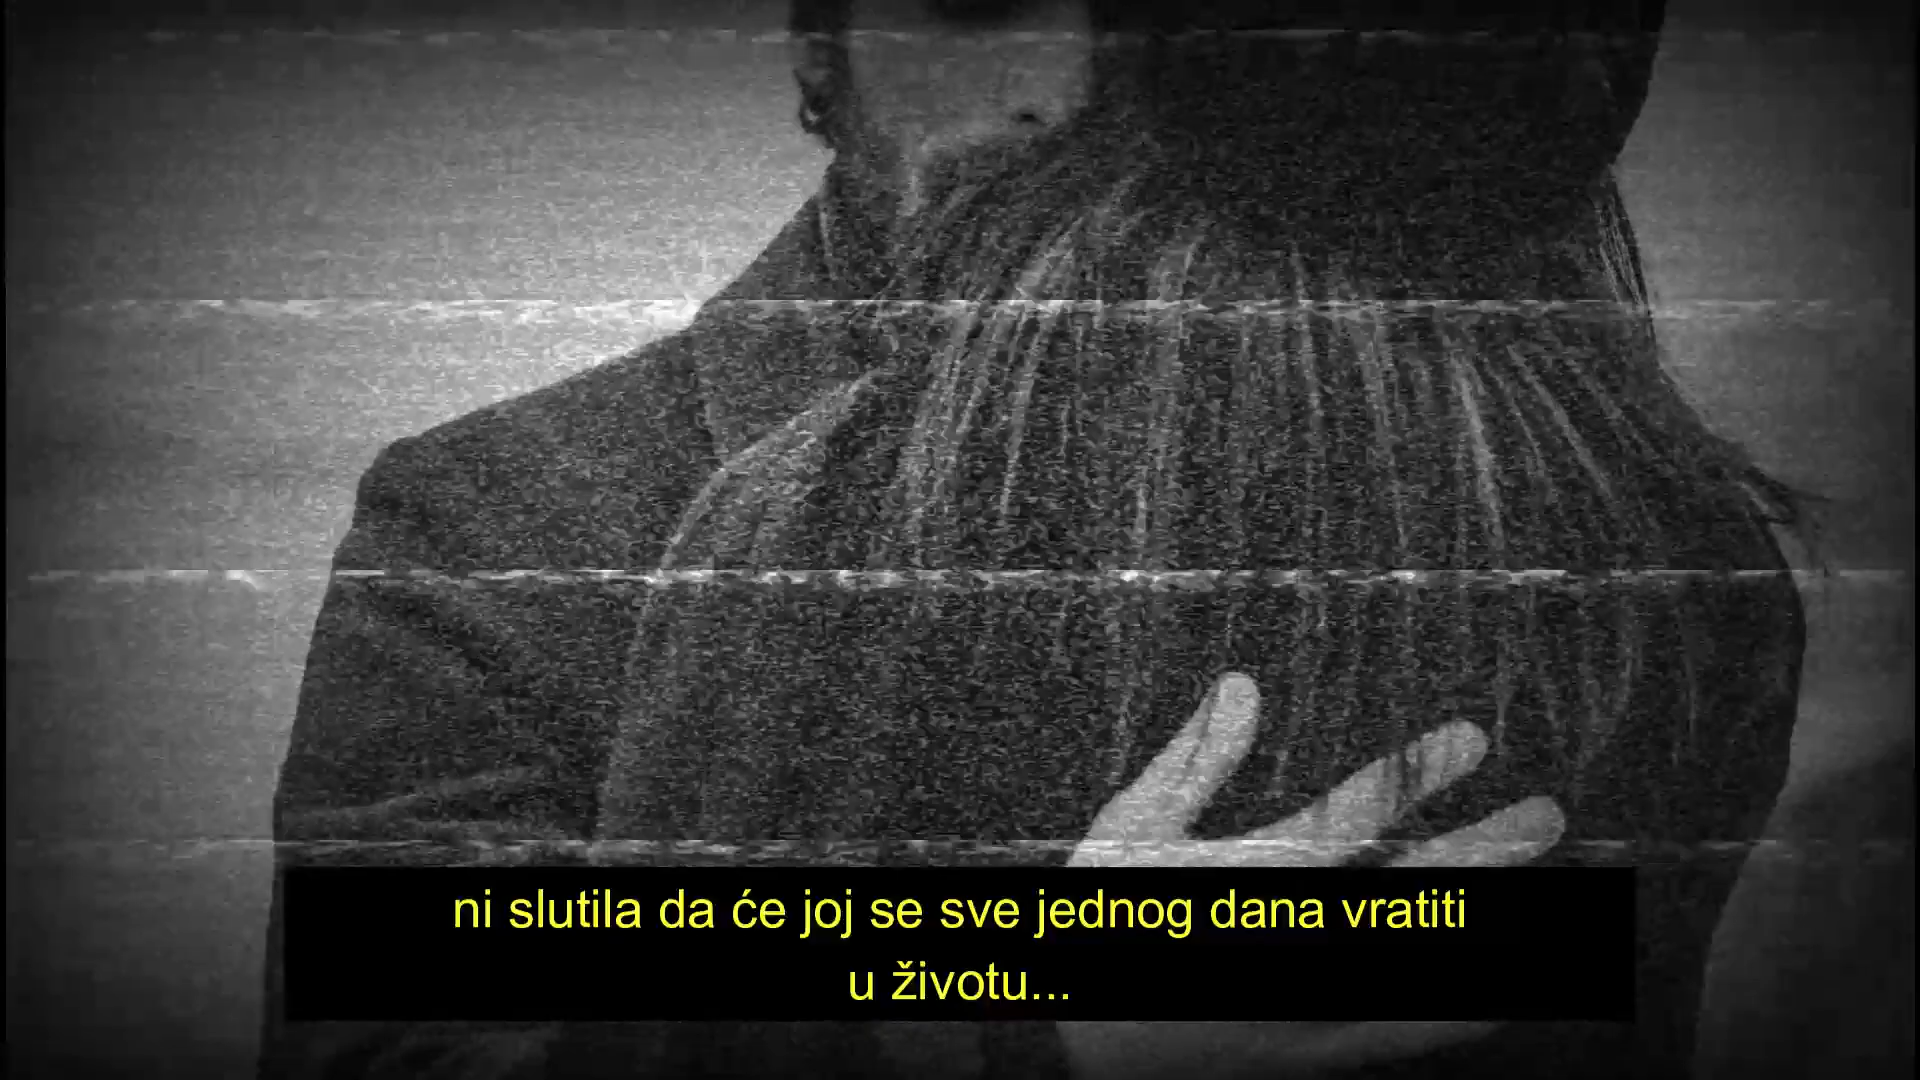 ni slutila da će joj se sve jednog dana vratiti
u životu...